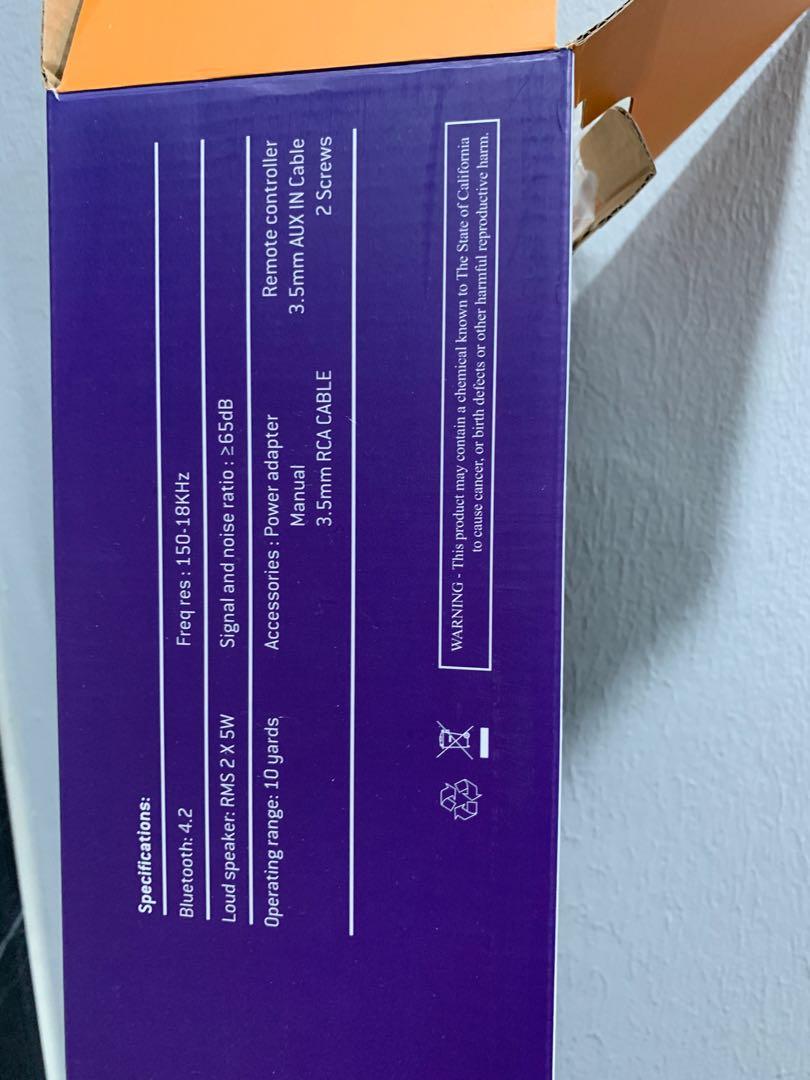 Specifications:
Bluetooth: 4.2 Freq res : 150-18KHz
Loud speaker: RMS 2 X 5W Signal and noise ratio : ≥65dB
Operating range: 10 yards Accessories : Power adapter Remote controller
Manual 3.5mm AUX IN Cable
3.5mm RCA CABLE 2 Screws
WARNING - This product may contain a chemical known to The State of California
to cause cancer, or birth defects or other harmful reproductive harm.